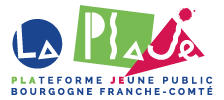 La PlaJe
PLATEFORME JEUNE PUBLIC
BOURGOGNE FRANCHE-COMTÉ